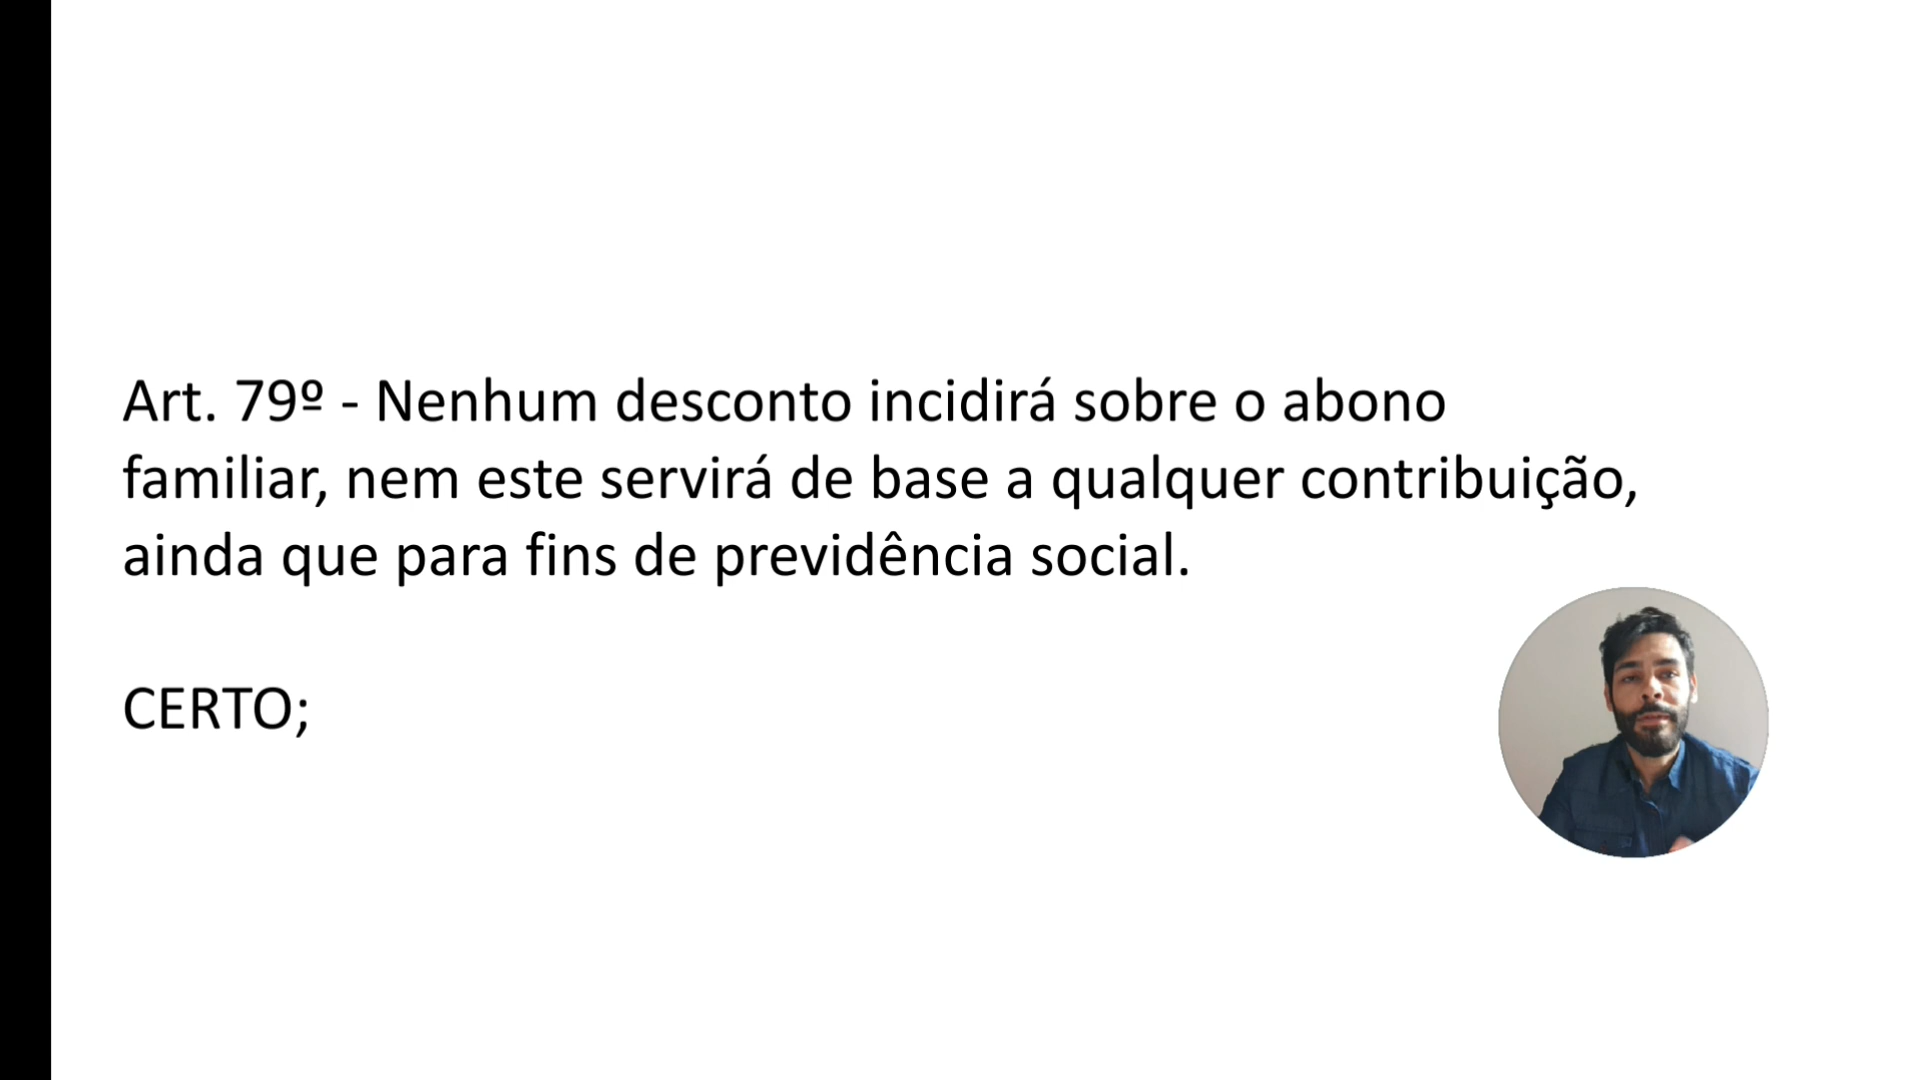 Art. 79º - Nenhum desconto incidirá sobre o abono
familiar, nem este servirá de base a qualquer contribuição,
ainda que para fins de previdência social.
CERTO;